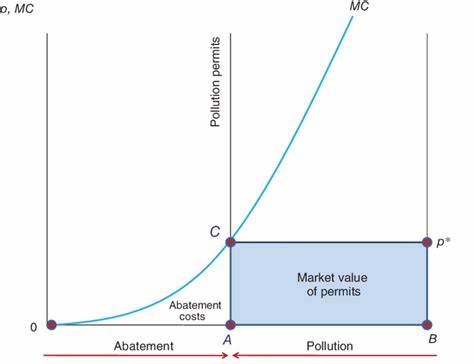 p, MC
MC
Pollution permits
C
p*
Market value
of permits
Abatement
costs
0
A
B
Abatement
Pollution